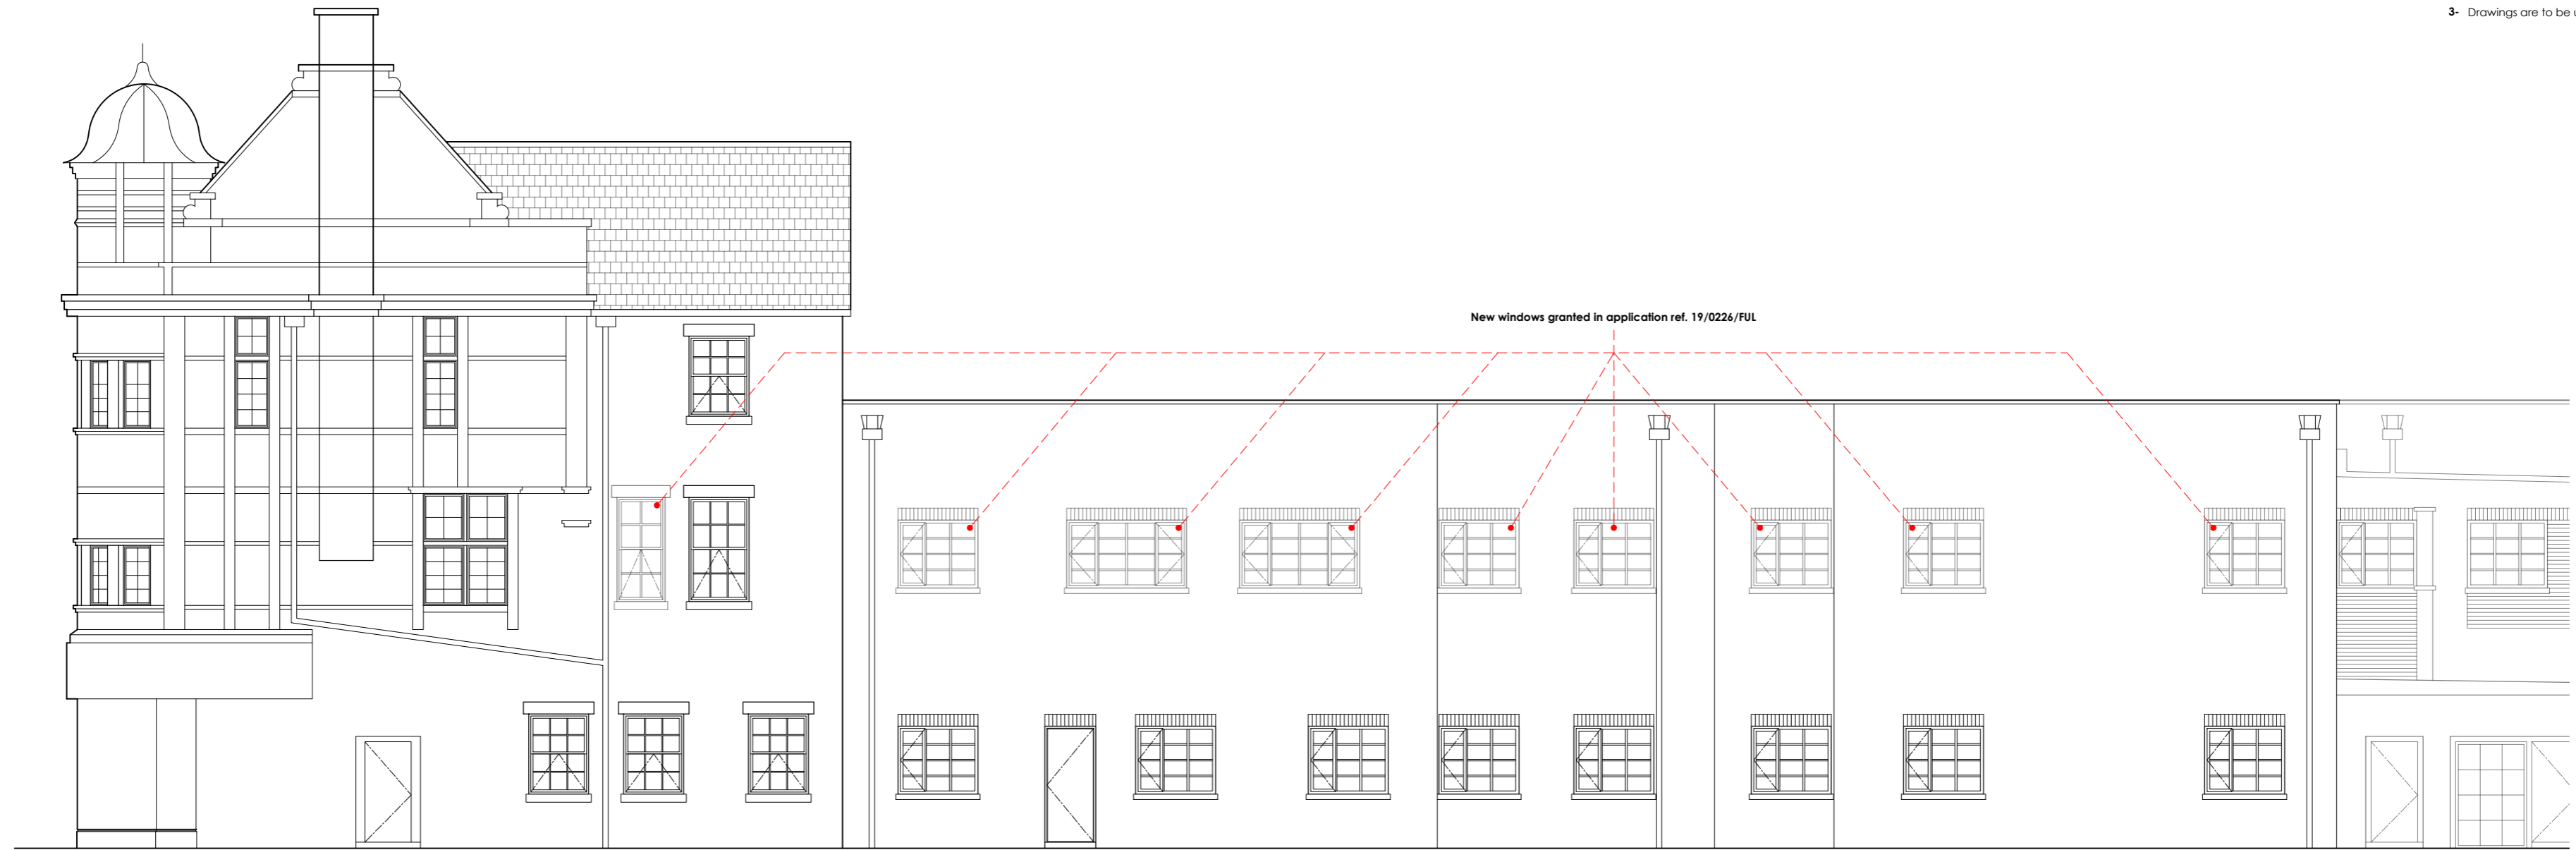 3- Drawings are to be
New windows granted in application ref. 19/0226/FUL